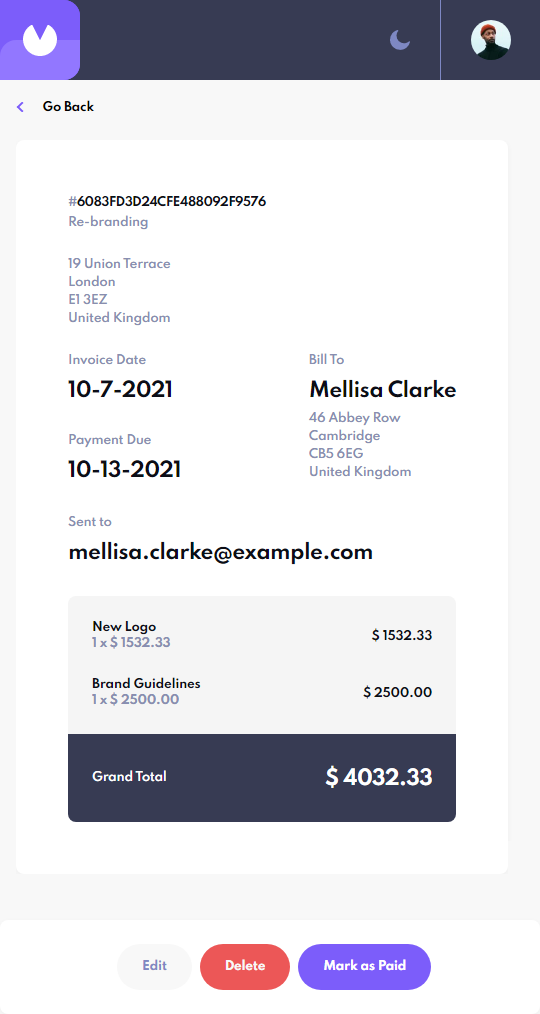 Go Back
#6083FD3D24CFE488092F9576
Re-branding
19 Union Terrace
London
E1 3EZ
United Kingdom
Invoice Date
10-7-2021
Payment Due
10-13-2021
Bill To
Mellisa Clarke
46 Abbey Row
Cambridge
CB5 6EG
United Kingdom
Sent to
mellisa.clarke@example.com
New Logo
1 x $ 1532.33
$ 1532.33
Brand Guidelines
1 x $ 2500.00
$ 2500.00
Grand Total
$ 4032.33
Edit
Delete
Mark as Paid